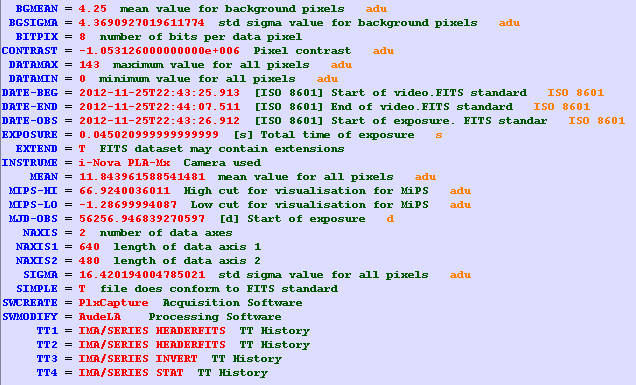 BGMEAN = 4.25 mean value for background pixels adu
BGSIGMA = 4.36909270196117​74 std sigma value for background pixels adu
BITPIX = 8 number of bits per data pixel
CONTRAST = -1.053126000000000e+006 Pixel contrast adu
DATAMAX = 143 maximum value for all pixels adu
DATAMIN = 0 minimum value for all pixels adu
DATE-BEG = 2012-11-25T22:43:25.913 [ISO 8601] Start of video.FITS standard ISO 8601
DATE-END = 2012-11-25T22:44:07.511 [ISO 8601] End of video.FITS standard ISO 8601
DATE-OBS = 2012-11-25T22:43:26.912 [ISO 8601] Start of exposure. FITS standar ISO 8601
EXPOSURE = 0.045020999999999999 [s] Total time of exposure s
EXTEND = T FITS dataset may contain extensions
INSTRUME = i-Nova PLA-Mx Camera used
MEAN = 11.843961588541481 mean value for all pixels adu
MIPS-HI = 66.9240036011 High cut for visualisation for MiPS adu
MIPS-LO = -1.28699994087 Low cut for visualisation for MiPS adu
MJD-OBS = 56256.946839270597 [d] Start of exposure d
NAXIS = 2 number of data axes
NAXIS1 = 640 length of data axis 1
NAXIS2 = 480 length of data axis 2
SIGMA = 16.420194004785021 std sigma value for all pixels adu
SIMPLE = T file does conform to FITS standard
SWCREATE = PlxCapture Acquisition Software
SWMODIFY = AudeLA Processing Software
TT1 = IMA/SERIES HEADERFITS TT History
TT2 = IMA/SERIES HEADERFITS TT History
TT3 = IMA/SERIES INVERT TT History
TT4 = IMA/SERIES STAT TT History